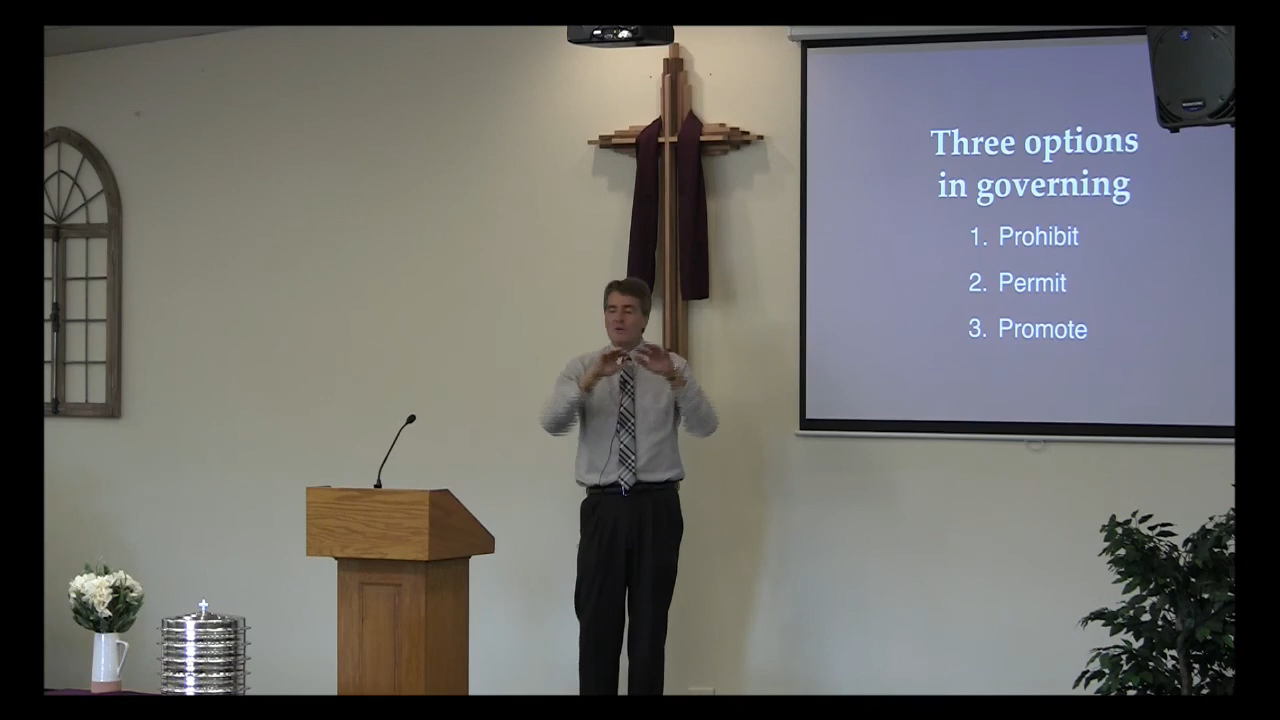 Three options
in governing
1. Prohibit
2. Permit
3. Promote